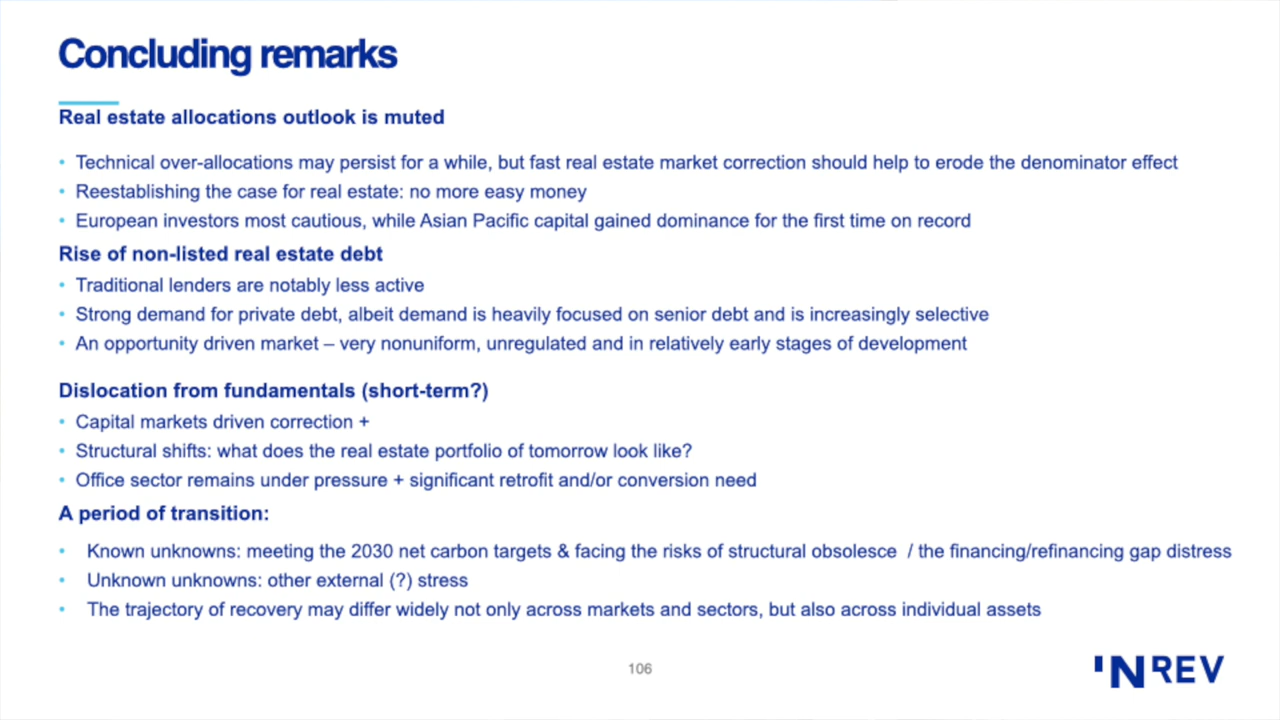 Concluding remarks
Real estate allocations outlook is muted
• Technical over-allocations may persist for a while, but fast real estate market correction should help to erode the denominator effect
• Reestablishing the case for real estate: no more easy money
• European investors most cautious, while Asian Pacific capital gained dominance for the first time on record
Rise of non-listed real estate debt
• Traditional lenders are notably less active
• Strong demand for private debt, albeit demand is heavily focused on senior debt and is increasingly selective
• An opportunity driven market – very nonuniform, unregulated and in relatively early stages of development
Dislocation from fundamentals (short-term?)
• Capital markets driven correction +
• Structural shifts: what does the real estate portfolio of tomorrow look like?
• Office sector remains under pressure + significant retrofit and/or conversion need
A period of transition:
• Known unknowns: meeting the 2030 net carbon targets & facing the risks of structural obsolesce / the financing/refinancing gap distress
• Unknown unknowns: other external (?) stress
• The trajectory of recovery may differ widely not only across markets and sectors, but also across individual assets
106
INREV